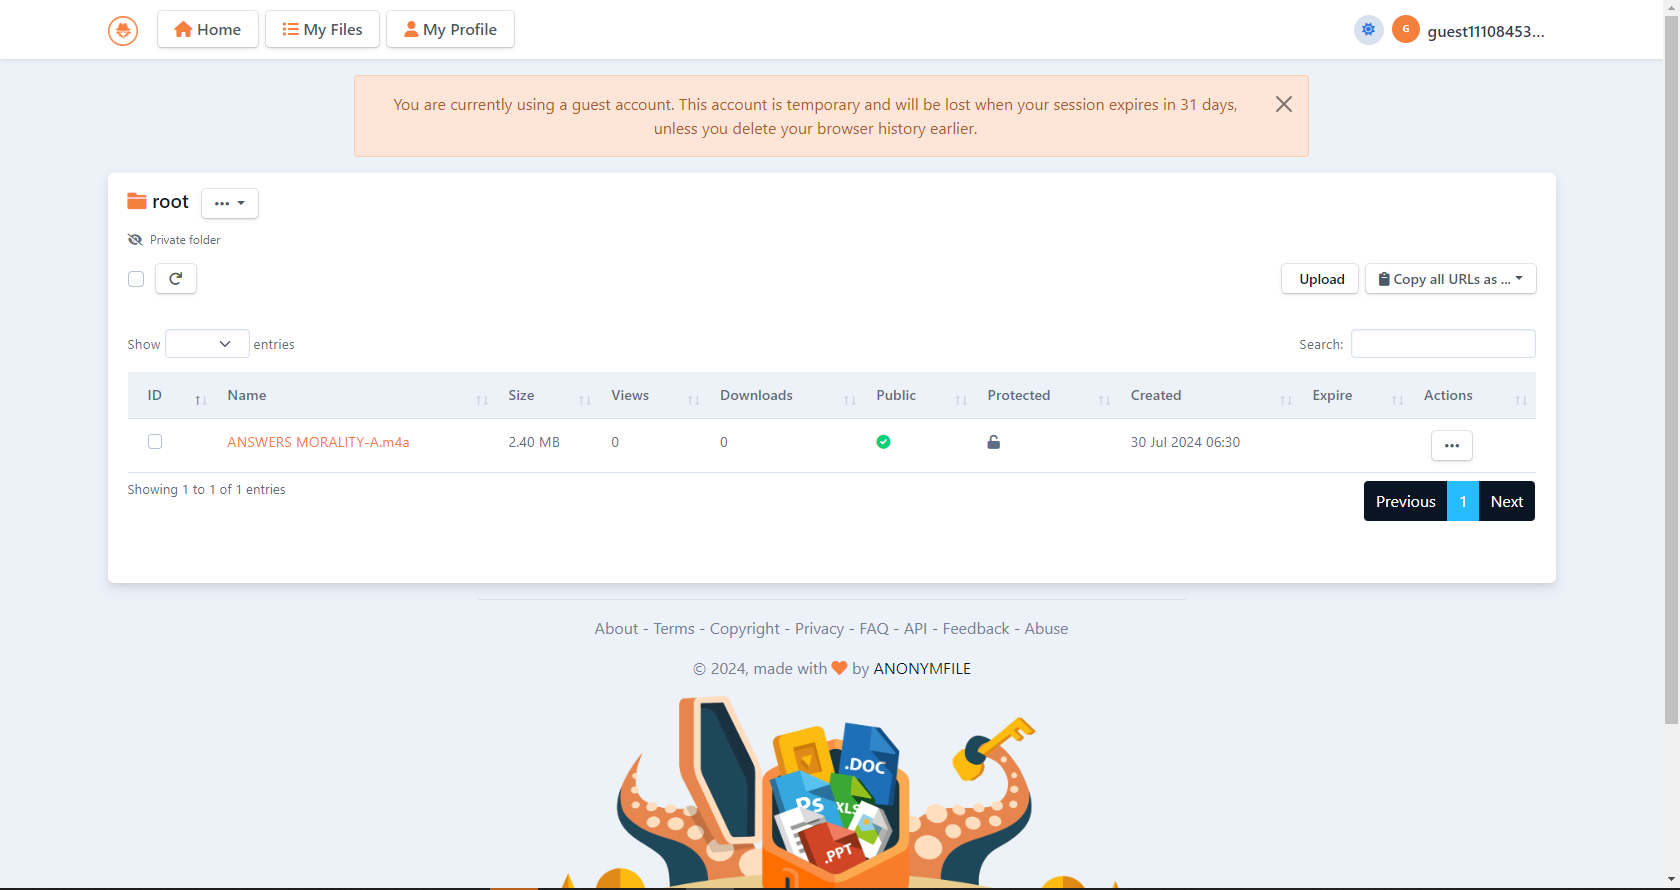 Home
My Files
My Profile
G
guest11108453...
You are currently using a guest account. This account is temporary and will be lost when your session expires in 31 days,
unless you delete your browser history earlier.
root
Private folder
Upload
Copy all URLs as ...
Show entries
Search:
ID Name Size Views Downloads Public Protected Created Expire Actions
ANSWERS MORALITY-A.m4a 2.40 MB 0 0 30 Jul 2024 06:30
Showing 1 to 1 of 1 entries
Previous 1 Next
About - Terms - Copyright - Privacy - FAQ - API - Feedback - Abuse
© 2024, made with 🧡 by ANONYMFILE
.DOC
PS
XLS
.PPT